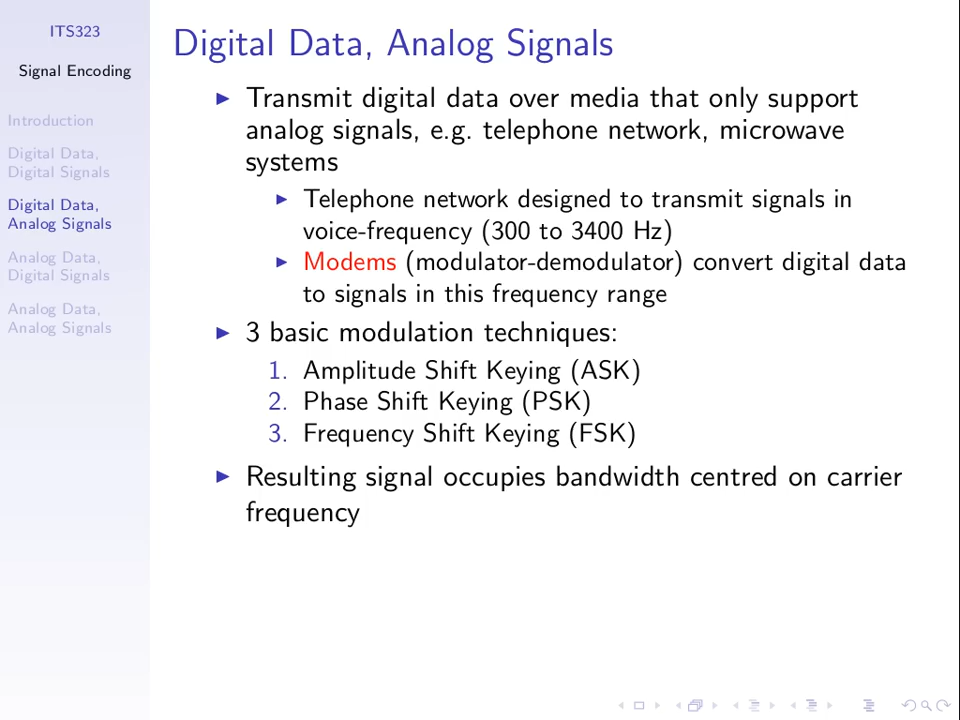 ITS323
Signal Encoding
Introduction
Digital Data,
Digital Signals
Digital Data,
Analog Signals
Analog Data,
Digital Signals
Analog Data,
Analog Signals
Digital Data, Analog Signals
Transmit digital data over media that only support
analog signals, e.g. telephone network, microwave
systems
Telephone network designed to transmit signals in
voice-frequency (300 to 3400 Hz)
Modems (modulator-demodulator) convert digital data
to signals in this frequency range
3 basic modulation techniques:
1. Amplitude Shift Keying (ASK)
2. Phase Shift Keying (PSK)
3. Frequency Shift Keying (FSK)
Resulting signal occupies bandwidth centred on carrier
frequency